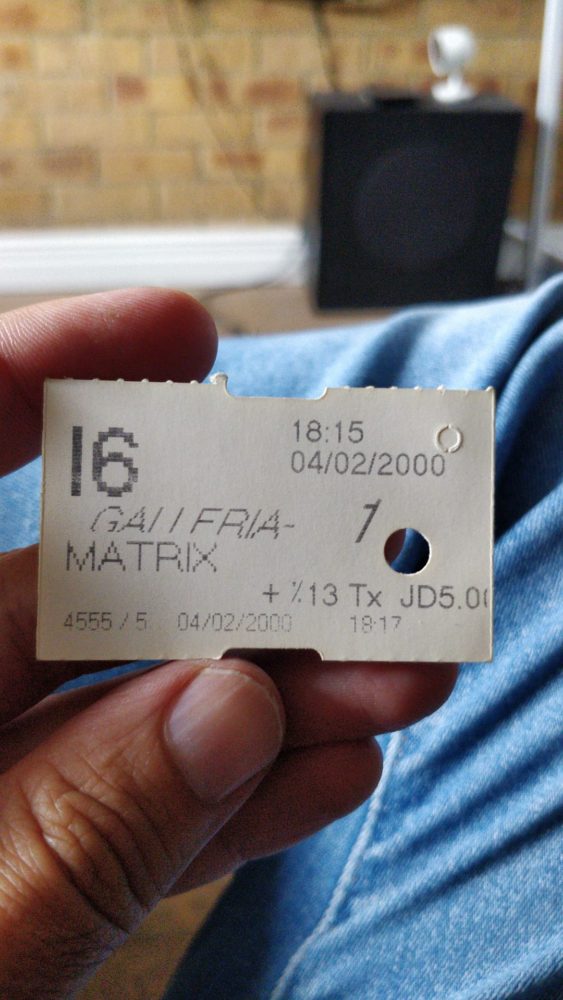 18:15
16 04/02/2000
GALLERIA- 1
MATRIX
+ %13 Tx JD5.00
4555 / 5 04/02/2000 18:17